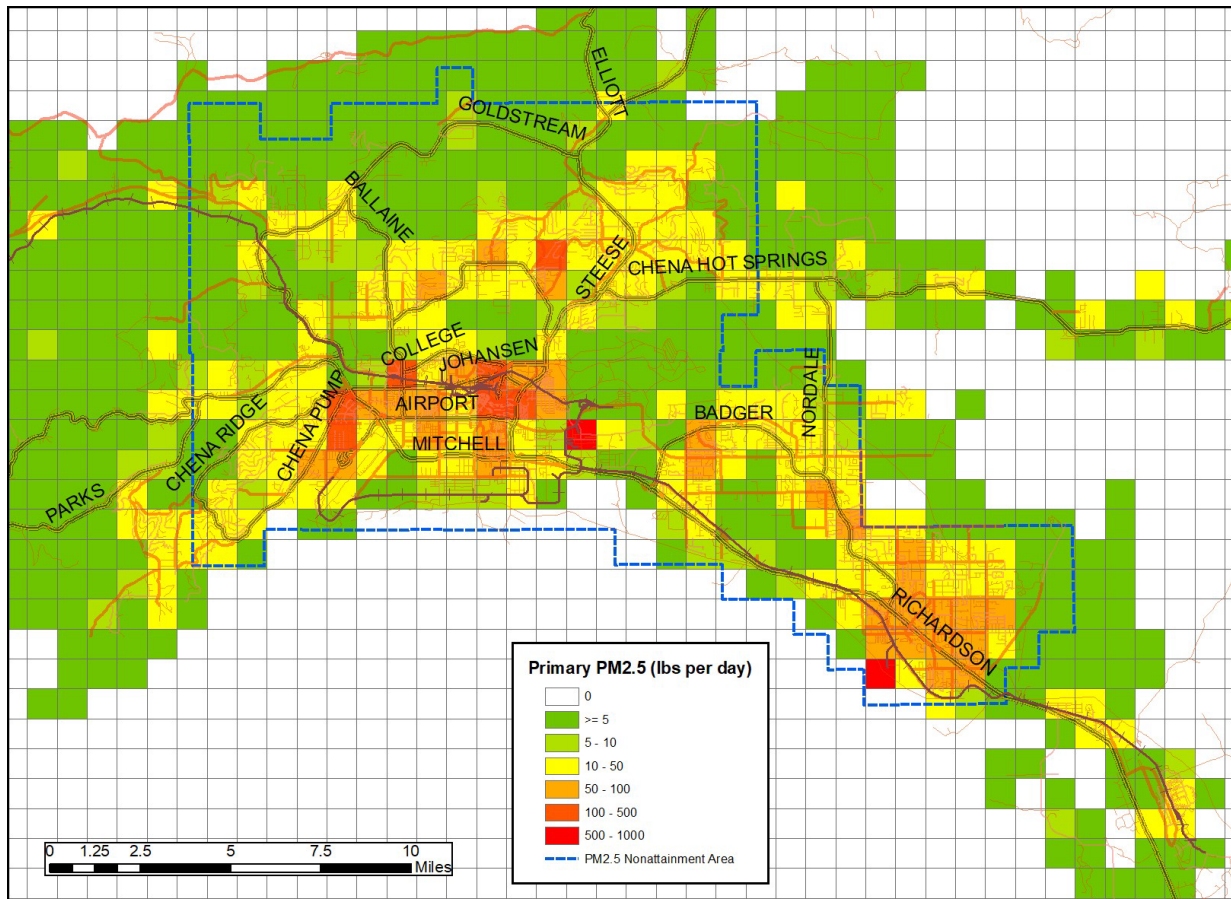 ELLIOTT
GOLDSTREAM
BALLAINE
STEESE
CHENA HOT SPRINGS
COLLEGE
JOHANSEN
NORDALE
CHENA PUMP
AIRPORT
BADGER
CHENA RIDGE
MITCHELL
PARKS
RICHARDSON
Primary PM2.5 (lbs per day)
0
>= 5
5 - 10
10 - 50
50 - 100
100 - 500
500 - 1000
PM2.5 Nonattainment Area
0 1.25 2.5 5 7.5 10
Miles